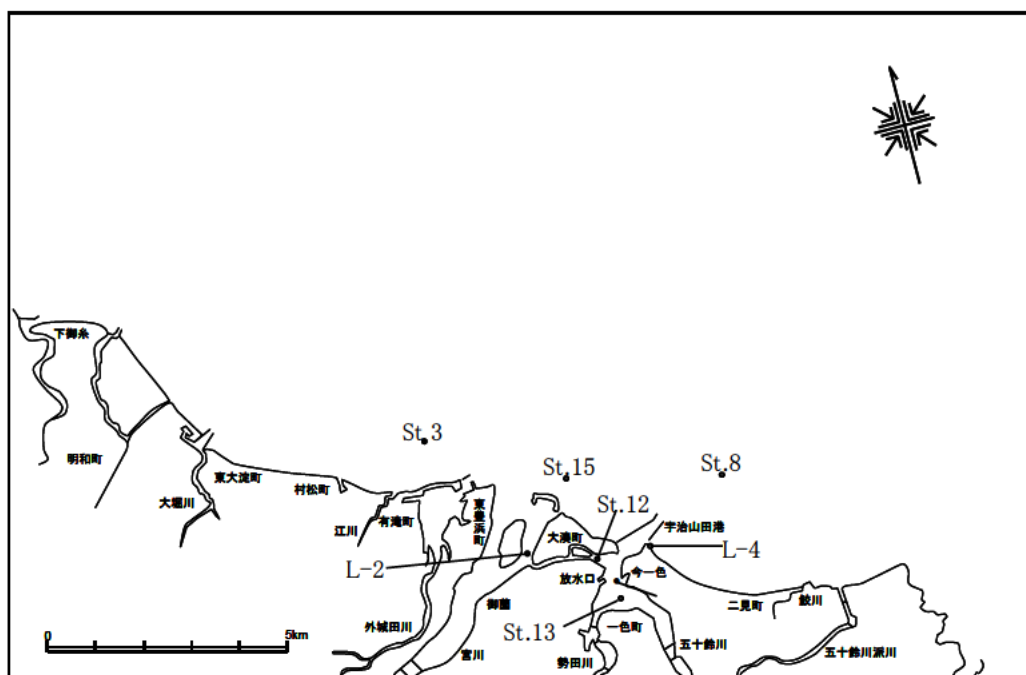 下御糸
明和町
大堀川
東大淀町
村松町
江川
有滝町
St.3
東豊浜町
St.15
St.8
St.12
大湊町
宇治山田港
L-2
L-4
放水口
今一色
御薗
二見町
鮫川
St.13
一色町
外城田川
宮川
勢田川
五十鈴川
五十鈴川派川
0
5km